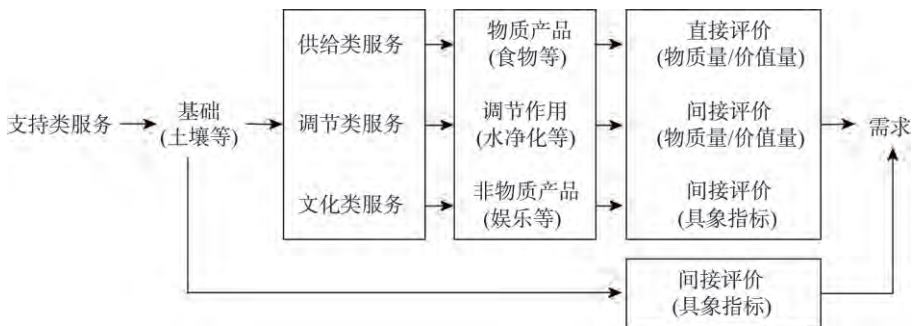 供给类服务
物质产品
(食物等)
直接评价
(物质量/价值量)
支持类服务
基础
(土壤等)
调节类服务
调节作用
(水净化等)
间接评价
(物质量/价值量)
需求
文化类服务
非物质产品
(娱乐等)
间接评价
(具象指标)
间接评价
(具象指标)